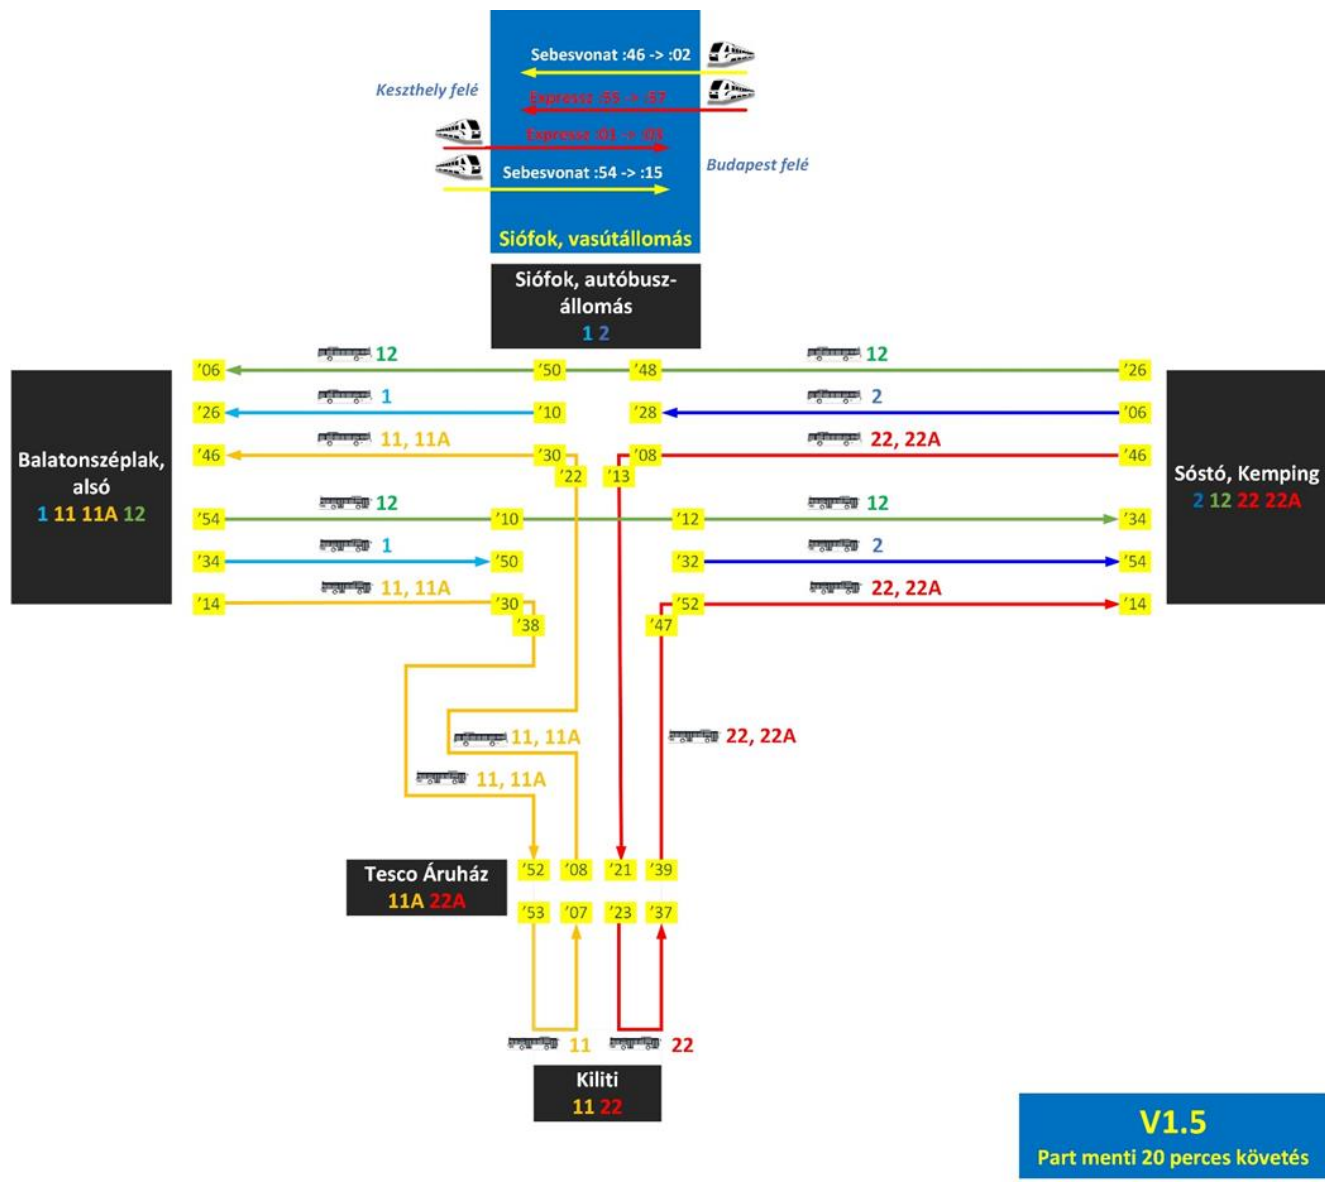 Sebesvonat :46 -> :02
Keszthely felé
Expressz :55 -> :57
Expressz :01 -> :03
Budapest felé
Sebesvonat :54 -> :15
Siófok, vasútállomás
Siófok, autóbusz-
állomás
1 2
12
12
'06
'50
'48
'26
1
2
'26
'10
'28
'06
11, 11A
22, 22A
'46
'30
'08
'46
'22
'13
Balatonszéplak,
alsó
1 11 11A 12
Sóstó, Kemping
2 12 22 22A
12
12
'54
'10
'12
'34
1
2
'34
'50
'32
'54
11, 11A
22, 22A
'14
'30
'52
'14
'38
'47
11, 11A
22, 22A
11, 11A
Tesco Áruház
11A 22A
'52
'08
'21
'39
'53
'07
'23
'37
11
22
Kiliti
11 22
V1.5
Part menti 20 perces követés